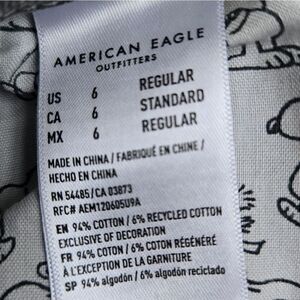 AMERICAN EAGLE
OUTFITTERS
US 6 REGULAR
CA 6 STANDARD
MX 6 REGULAR
MADE IN CHINA / FABRIQUÉ EN CHINE /
HECHO EN CHINA
RN 54485/CA 03873
RFC# AEM120605U9A
EN 94% COTTON / 6% RECYCLED COTTON
EXCLUSIVE OF DECORATION
FR 94% COTON / 6% COTON RÉGÉNÉRÉ
À L'EXCEPTION DE LA GARNITURE
SP 94% algodón / 6% algodón reciclado